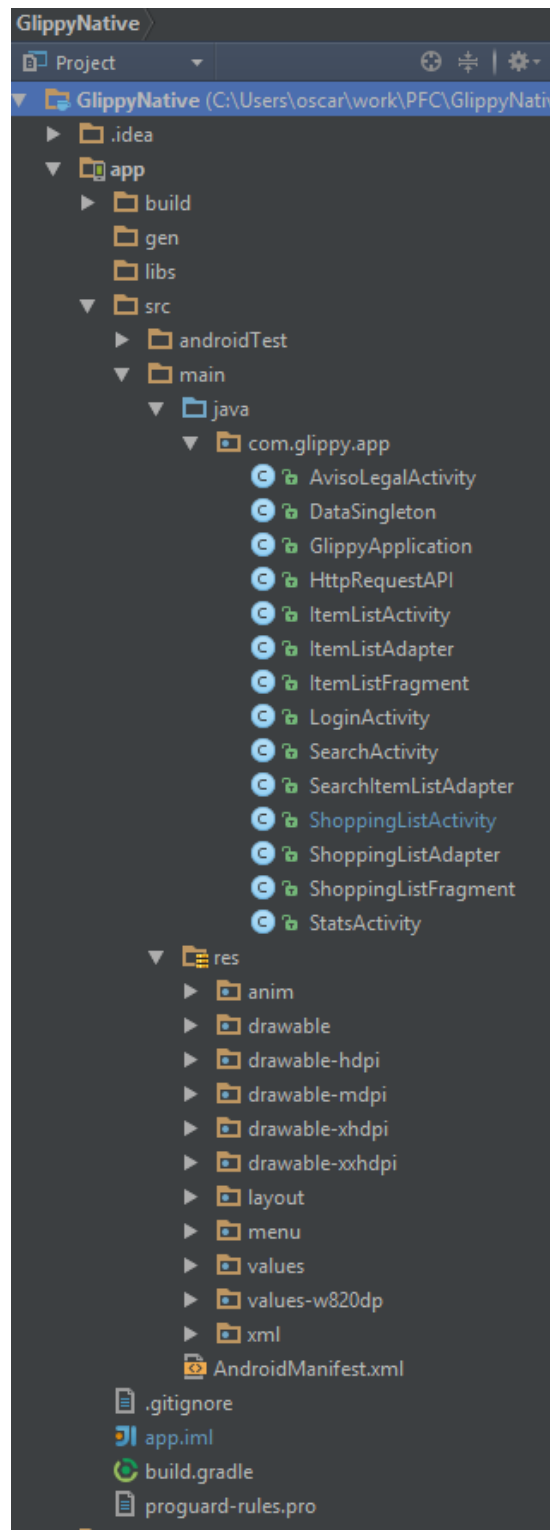 GlippyNative
Project
GlippyNative (C:\Users\oscar\work\PFC\GlippyNativ
.idea
app
build
gen
libs
src
androidTest
main
java
com.glippy.app
AvisoLegalActivity
DataSingleton
GlippyApplication
HttpRequestAPI
ItemListActivity
ItemListAdapter
ItemListFragment
LoginActivity
SearchActivity
SearchItemListAdapter
ShoppingListActivity
ShoppingListAdapter
ShoppingListFragment
StatsActivity
res
anim
drawable
drawable-hdpi
drawable-mdpi
drawable-xhdpi
drawable-xxhdpi
layout
menu
values
values-w820dp
xml
AndroidManifest.xml
.gitignore
app.iml
build.gradle
proguard-rules.pro